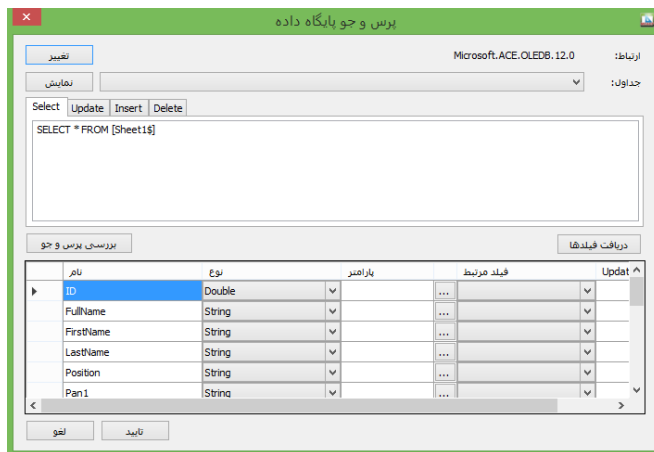 پرس و جو پایگاه داده
ارتباط: Microsoft.ACE.OLEDB.12.0 تغییر
جداول: نمایش
Select Update Insert Delete
SELECT * FROM [Sheet1$]
دریافت فیلدها بررسی پرس و جو
نام نوع پارامتر فیلد مرتبط Updat
ID Double ...
FullName String ...
FirstName String ...
LastName String ...
Position String ...
Pan1 String ...
تایید لغو